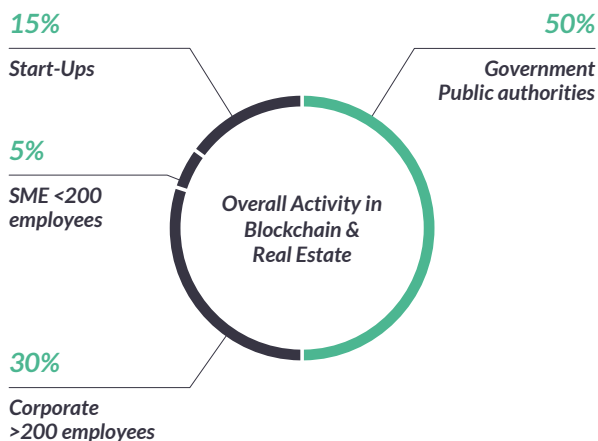 15%
Start-Ups
50%
Government
Public authorities
5%
SME <200
employees
Overall Activity in
Blockchain &
Real Estate
30%
Corporate
>200 employees